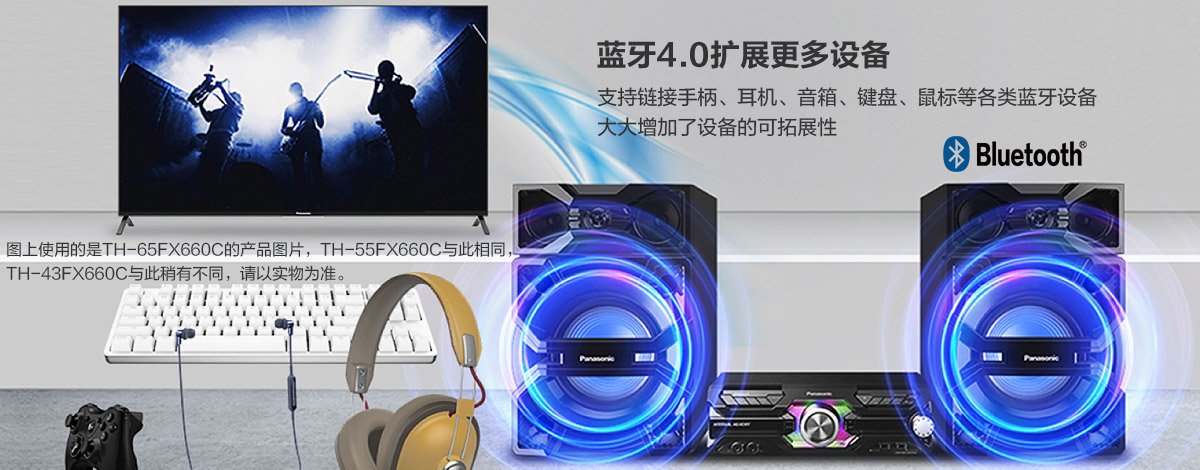 蓝牙4.0扩展更多设备
支持链接手柄、耳机、音箱、键盘、鼠标等各类蓝牙设备
大大增加了设备的可拓展性
Bluetooth®
Panasonic
图上使用的是TH-65FX660C的产品图片，TH-55FX660C与此相同，
TH-43FX660C与此稍有不同，请以实物为准。
Panasonic
Panasonic
Panasonic